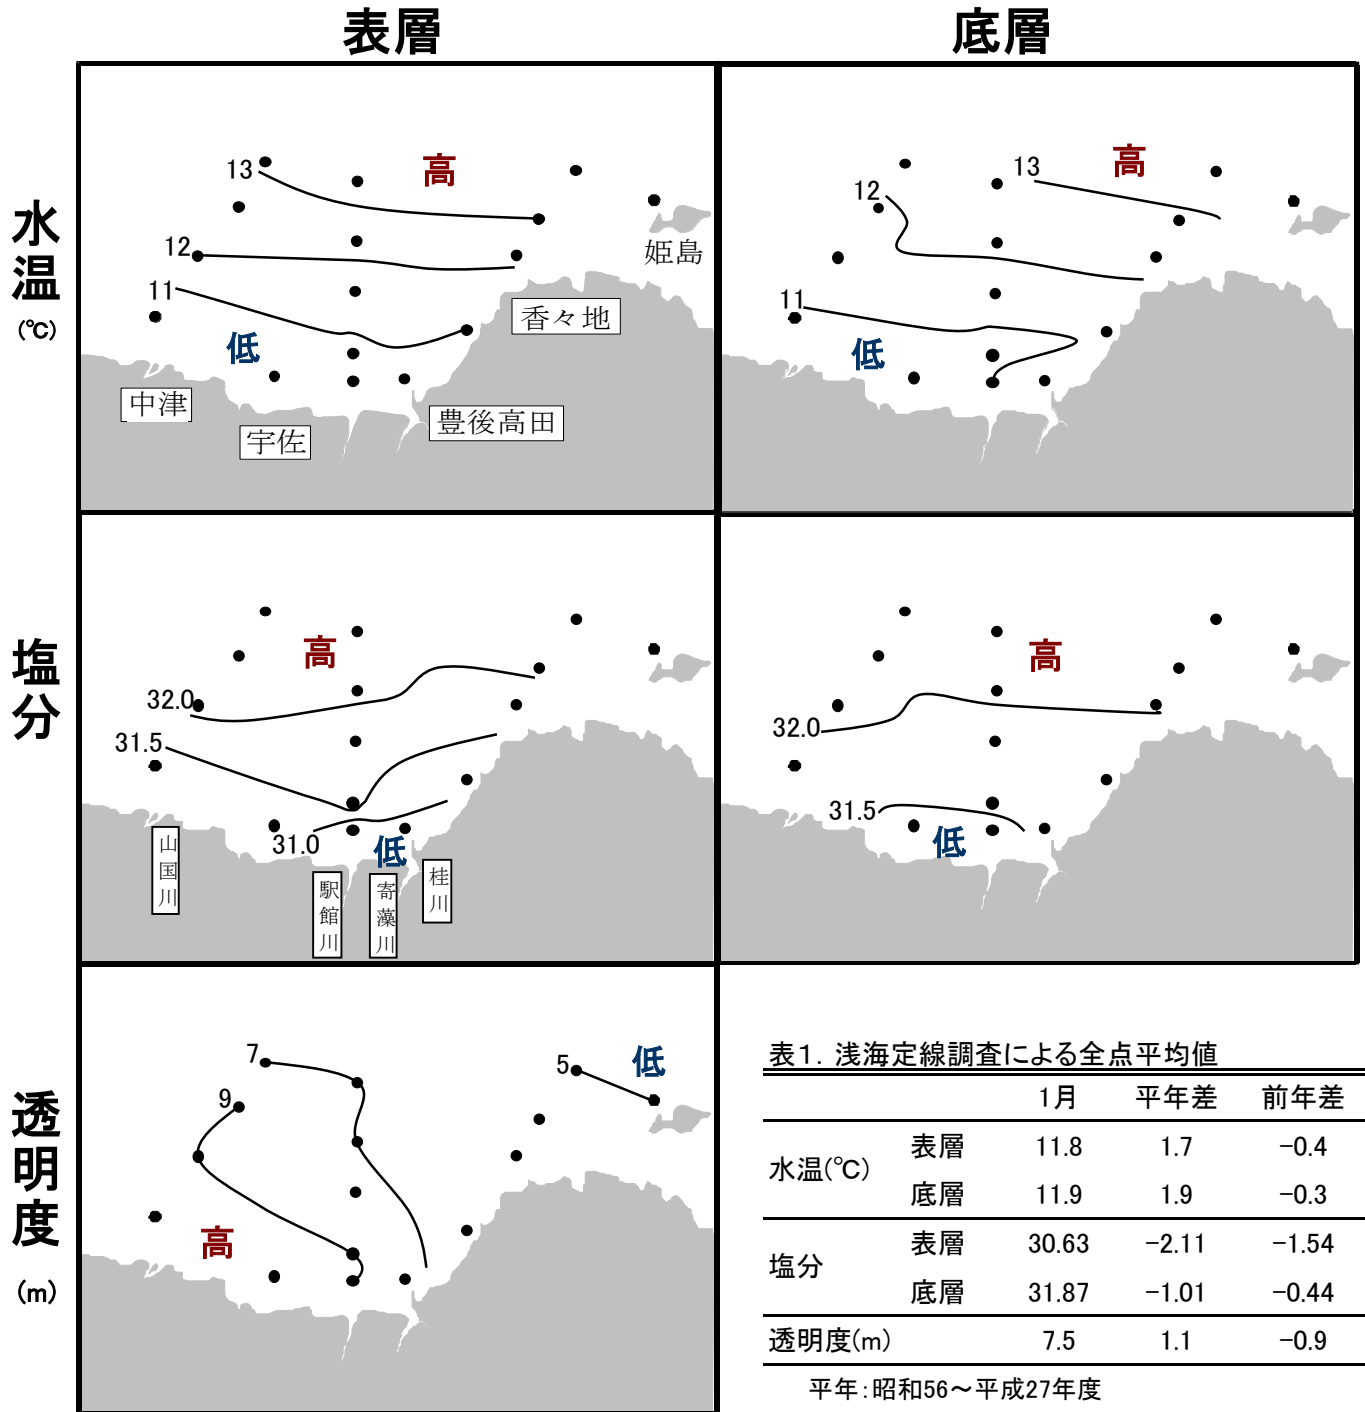 表層
底層
水温
(℃)
13
高
12
11
低
姫島
香々地
中津
宇佐
豊後高田
高
13
12
11
低
塩分
高
32.0
31.5
31.0
低
山国川
駅館川
寄藻川
桂川
高
32.0
31.5
低
透明度
(m)
7
9
5
低
高
表1. 浅海定線調査による全点平均値
1月 平年差 前年差
水温(℃) 表層 11.8 1.7 -0.4
底層 11.9 1.9 -0.3
塩分 表層 30.63 -2.11 -1.54
底層 31.87 -1.01 -0.44
透明度(m) 7.5 1.1 -0.9
平年:昭和56～平成27年度